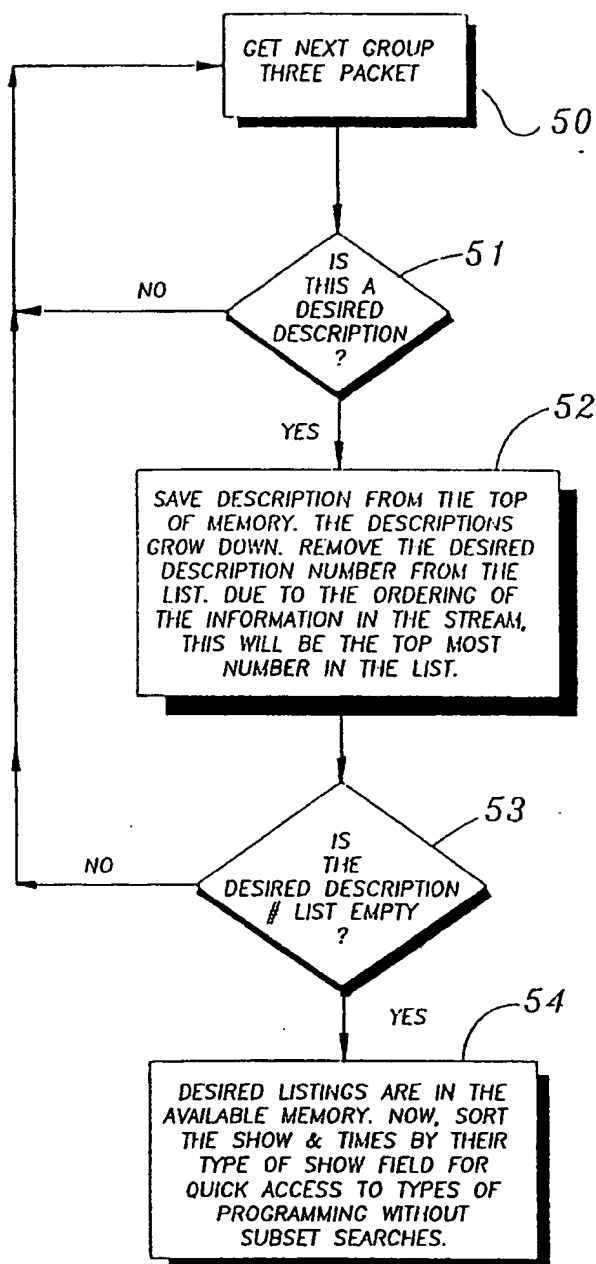 GET NEXT GROUP
THREE PACKET
50
IS
THIS A
DESIRED
DESCRIPTION
?
51
NO
YES
52
SAVE DESCRIPTION FROM THE TOP
OF MEMORY. THE DESCRIPTIONS
GROW DOWN. REMOVE THE DESIRED
DESCRIPTION NUMBER FROM THE
LIST. DUE TO THE ORDERING OF
THE INFORMATION IN THE STREAM,
THIS WILL BE THE TOP MOST
NUMBER IN THE LIST.
53
IS
THE
DESIRED DESCRIPTION
# LIST EMPTY
?
NO
YES
54
DESIRED LISTINGS ARE IN THE
AVAILABLE MEMORY. NOW, SORT
THE SHOW & TIMES BY THEIR
TYPE OF SHOW FIELD FOR
QUICK ACCESS TO TYPES OF
PROGRAMMING WITHOUT
SUBSET SEARCHES.